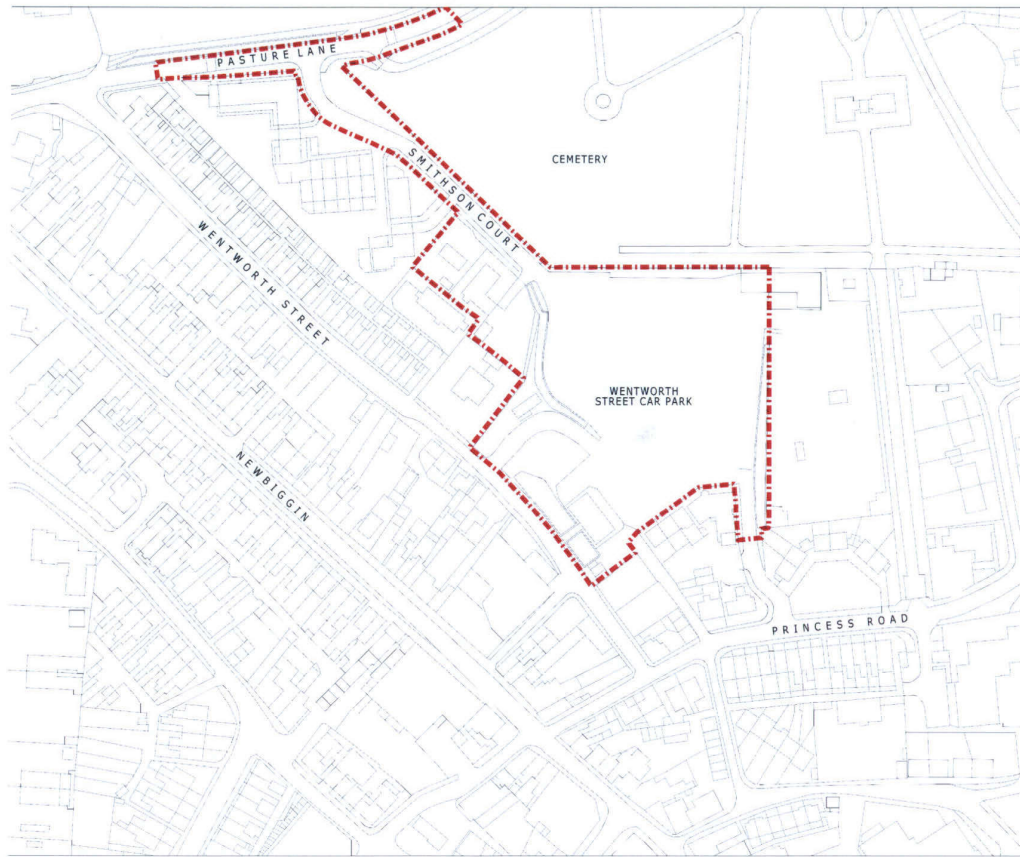 PASTURE LANE
CEMETERY
SMITHSON COURT
WENTWORTH STREET
WENTWORTH
STREET CAR PARK
NEWBIGGIN
PRINCESS ROAD